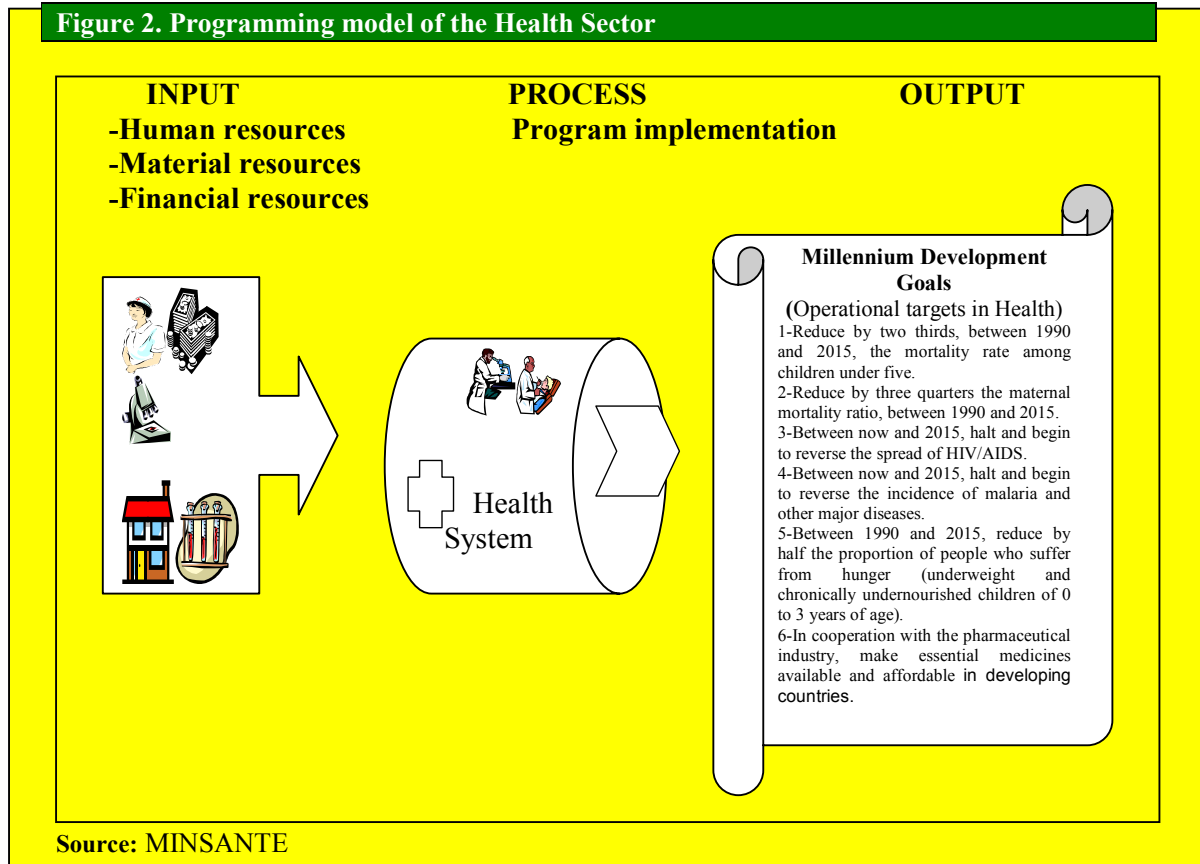 Figure 2. Programming model of the Health Sector
INPUT
-Human resources
-Material resources
-Financial resources
PROCESS
Program implementation
OUTPUT
Health
System
Millennium Development
Goals
(Operational targets in Health)
1-Reduce by two thirds, between 1990
and 2015, the mortality rate among
children under five.
2-Reduce by three quarters the maternal
mortality ratio, between 1990 and 2015.
3-Between now and 2015, halt and begin
to reverse the spread of HIV/AIDS.
4-Between now and 2015, halt and begin
to reverse the incidence of malaria and
other major diseases.
5-Between 1990 and 2015, reduce by
half the proportion of people who suffer
from hunger (underweight and
chronically undernourished children of 0
to 3 years of age).
6-In cooperation with the pharmaceutical
industry, make essential medicines
available and affordable in developing
countries.
Source: MINSANTE